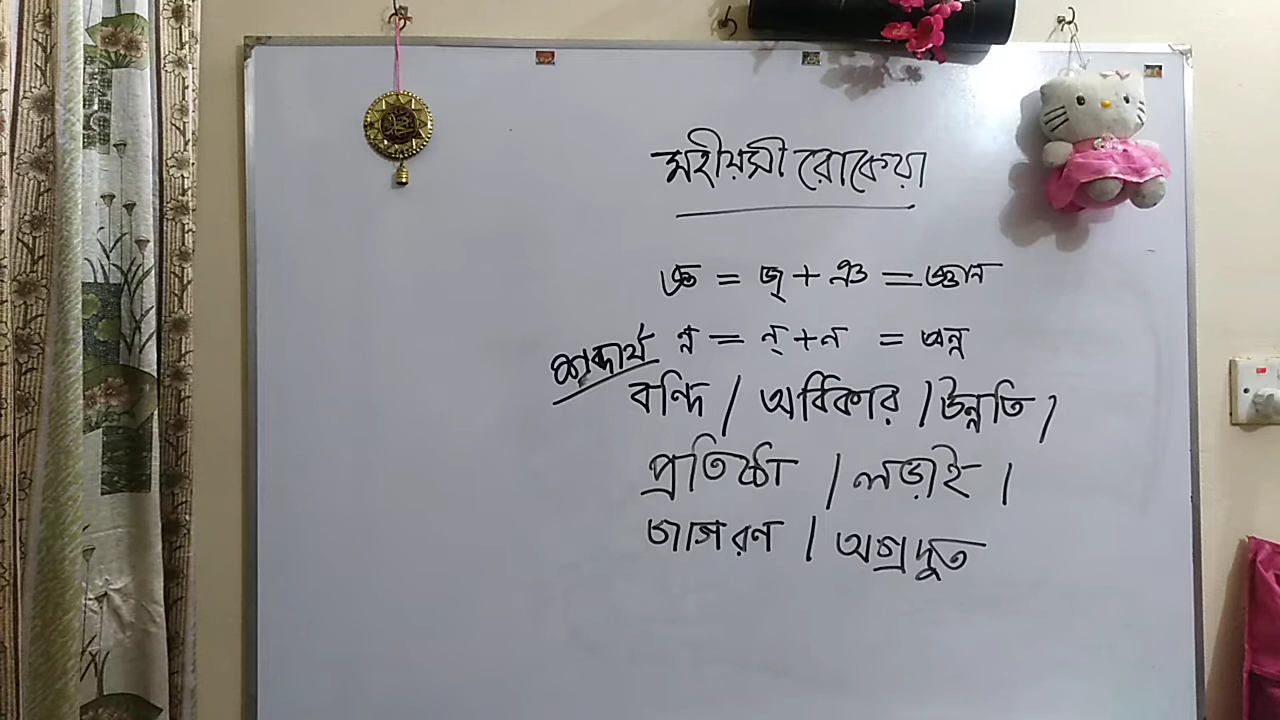 মহীয়সী রোকেয়া
জ্ঞ = জ্ + ঞ = জ্ঞান
শব্দার্থ ন্ন = ন্ + ন = অন্ন
বন্দি / অধিকার / উন্নতি /
প্রতিষ্ঠা / লড়াই /
জাগরণ / অগ্রদূত